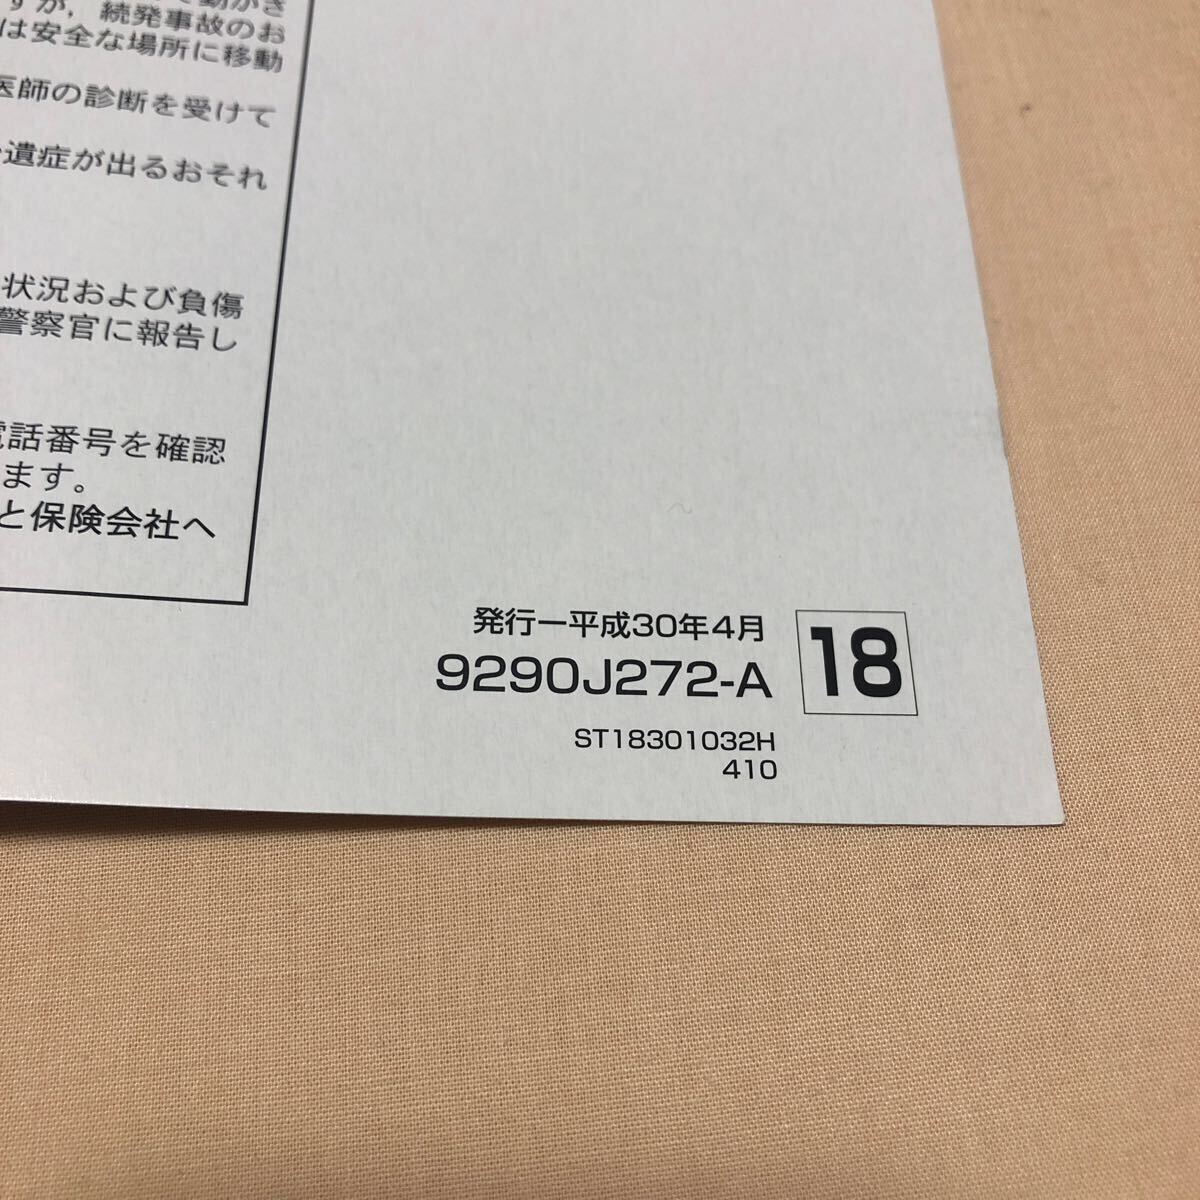 すが，続発事故のお
は安全な場所に移動
医師の診断を受けて
遺症が出るおそれ
状況および負傷
警察官に報告し
電話番号を確認
ます。
と保険会社へ
発行ー平成30年4月
9290J272-A
18
ST18301032H
410